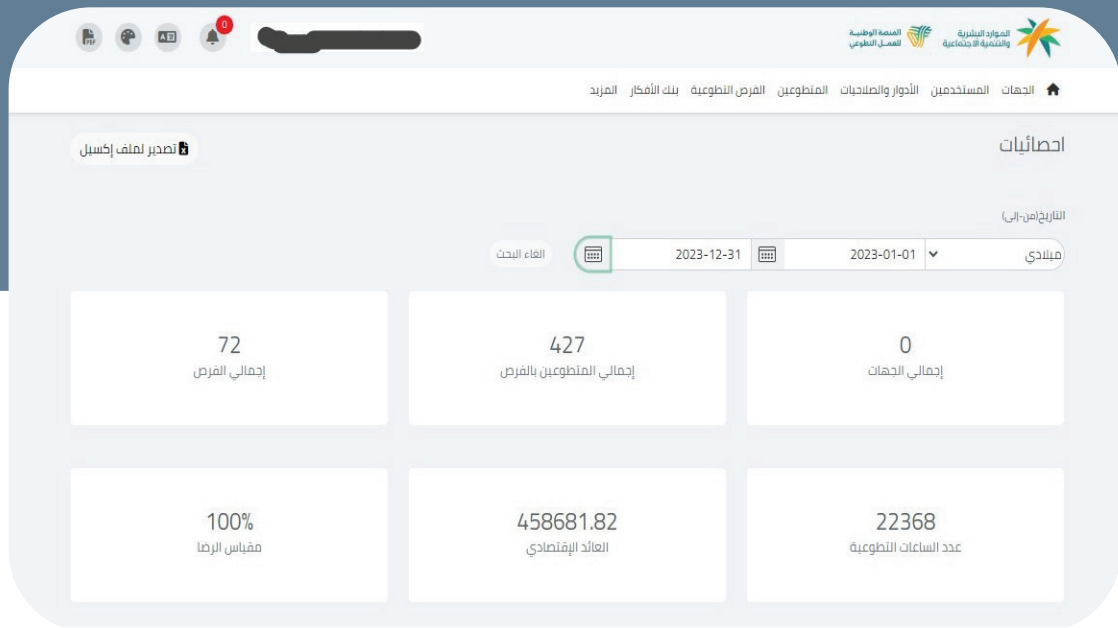 الموارد البشرية
والتنمية الاجتماعية
المنصة الوطنية
للعمـل التطوعي
0
PDF
الجهات المستخدمين الأدوار والصلاحيات المتطوعين الفرص التطوعية بنك الأفكار المزيد
احصائيات
تصدير لملف إكسيل
التاريخ(من-إلى)
ميلادي 2023-01-01 2023-12-31 الغاء البحث
0 427 72
إجمالي الجهات إجمالي المتطوعين بالفرص إجمالي الفرص
22368 458681.82 100%
عدد الساعات التطوعية العائد الإقتصادي مقياس الرضا